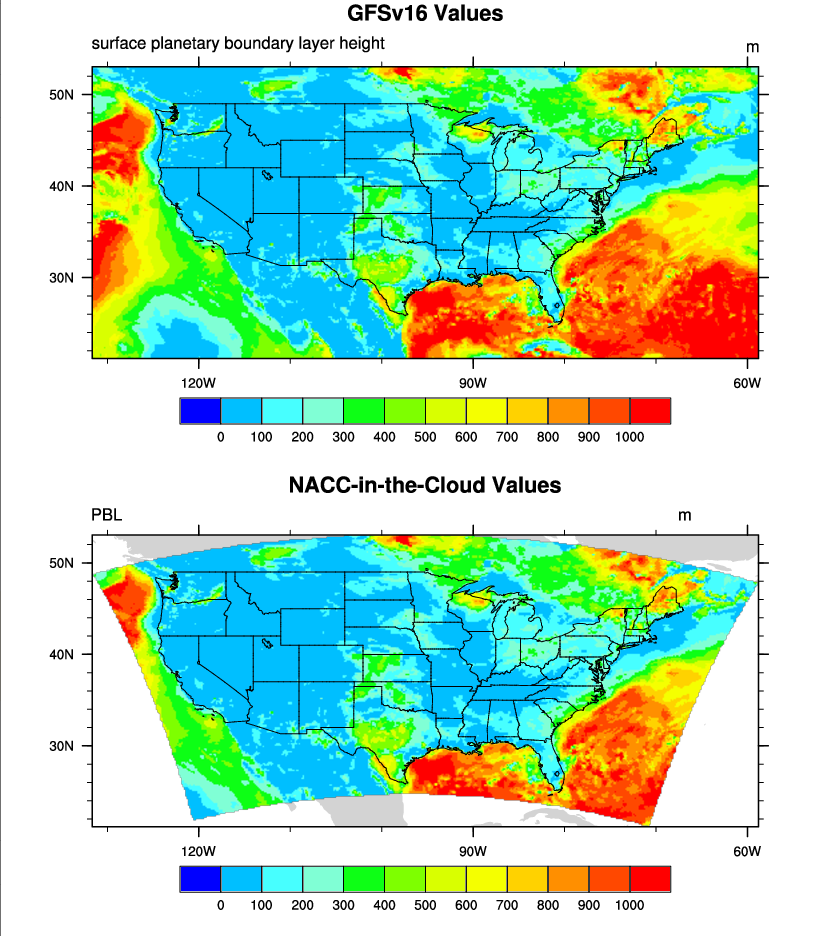 GFSv16 Values
surface planetary boundary layer height
m
50N
40N
30N
120W 90W 60W
0 100 200 300 400 500 600 700 800 900 1000
NACC-in-the-Cloud Values
PBL
m
50N
40N
30N
120W 90W 60W
0 100 200 300 400 500 600 700 800 900 1000